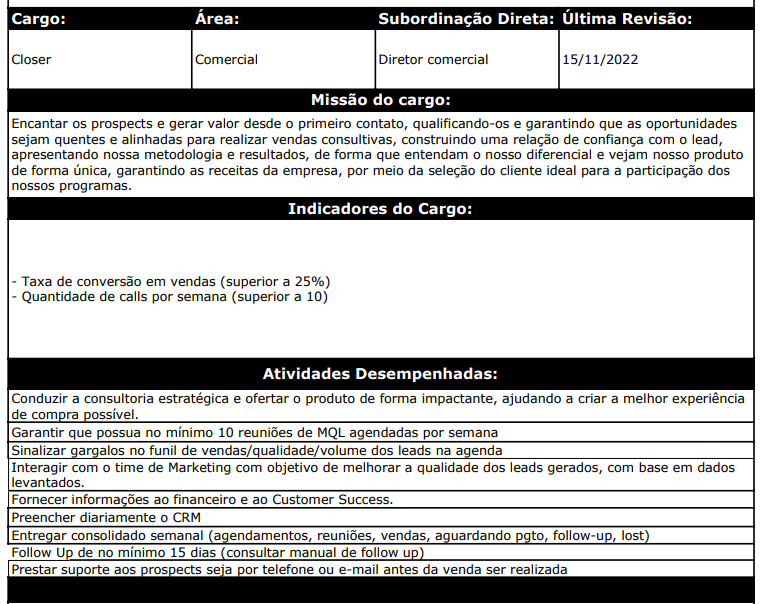 Cargo: Área: Subordinação Direta: Última Revisão:
Closer Comercial Diretor comercial 15/11/2022
Missão do cargo:
Encantar os prospects e gerar valor desde o primeiro contato, qualificando-os e garantindo que as oportunidades
sejam quentes e alinhadas para realizar vendas consultivas, construindo uma relação de confiança com o lead,
apresentando nossa metodologia e resultados, de forma que entendam o nosso diferencial e vejam nosso produto
de forma única, garantindo as receitas da empresa, por meio da seleção do cliente ideal para a participação dos
nossos programas.
Indicadores do Cargo:
- Taxa de conversão em vendas (superior a 25%)
- Quantidade de calls por semana (superior a 10)
Atividades Desempenhadas:
Conduzir a consultoria estratégica e ofertar o produto de forma impactante, ajudando a criar a melhor experiência
de compra possível.
Garantir que possua no mínimo 10 reuniões de MQL agendadas por semana
Sinalizar gargalos no funil de vendas/qualidade/volume dos leads na agenda
Interagir com o time de Marketing com objetivo de melhorar a qualidade dos leads gerados, com base em dados
levantados.
Fornecer informações ao financeiro e ao Customer Success.
Preencher diariamente o CRM
Entregar consolidado semanal (agendamentos, reuniões, vendas, aguardando pgto, follow-up, lost)
Follow Up de no mínimo 15 dias (consultar manual de follow up)
Prestar suporte aos prospects seja por telefone ou e-mail antes da venda ser realizada